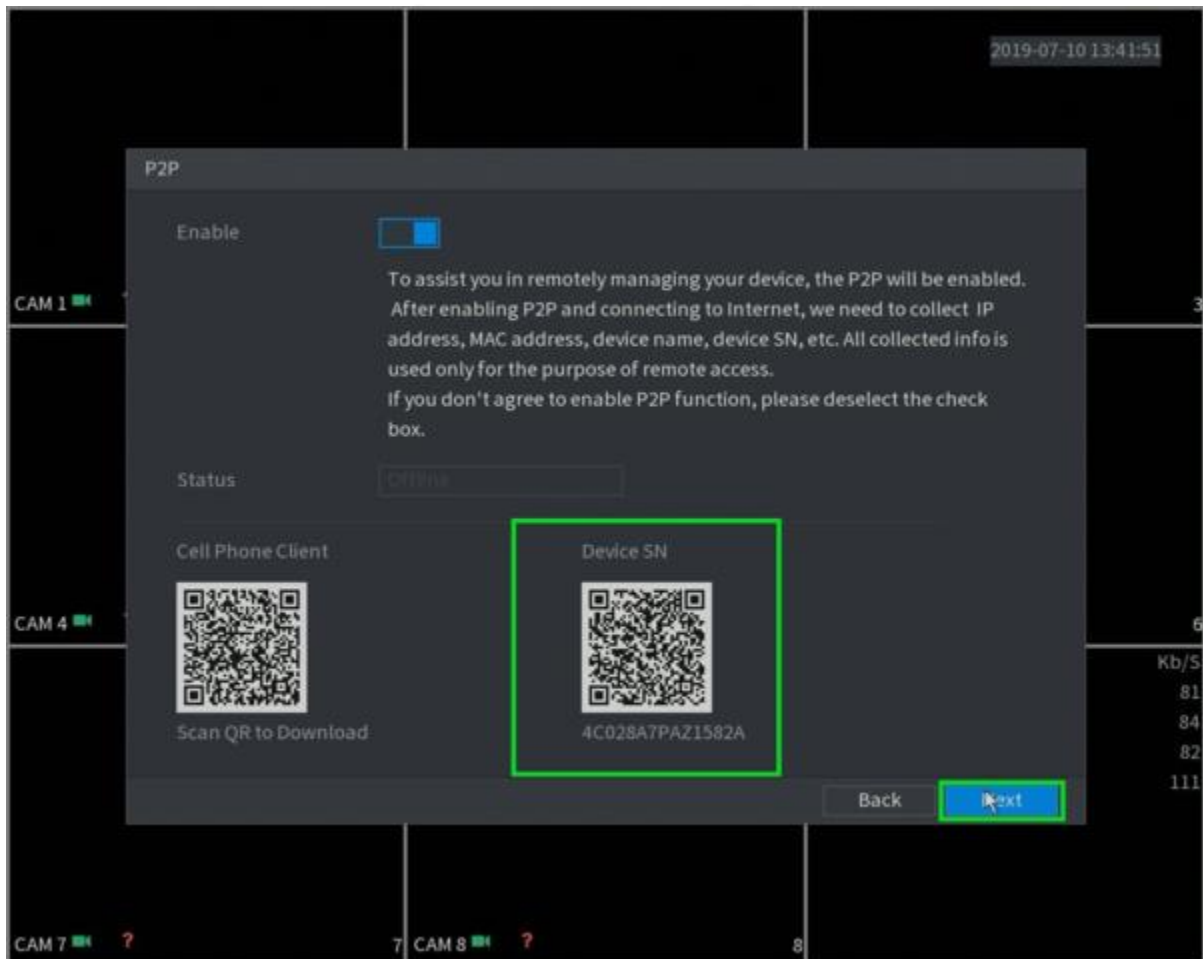 2019-07-10 13:41:51
P2P
Enable
To assist you in remotely managing your device, the P2P will be enabled.
After enabling P2P and connecting to Internet, we need to collect IP
address, MAC address, device name, device SN, etc. All collected info is
used only for the purpose of remote access.
If you don't agree to enable P2P function, please deselect the check
box.
CAM 1
3
Status
Offline
Cell Phone Client
Device SN
CAM 4
6
Kb/S
81
84
82
111
Scan QR to Download
4C028A7PAZ1582A
Back
Next
CAM 7 ?
7
CAM 8 ?
8